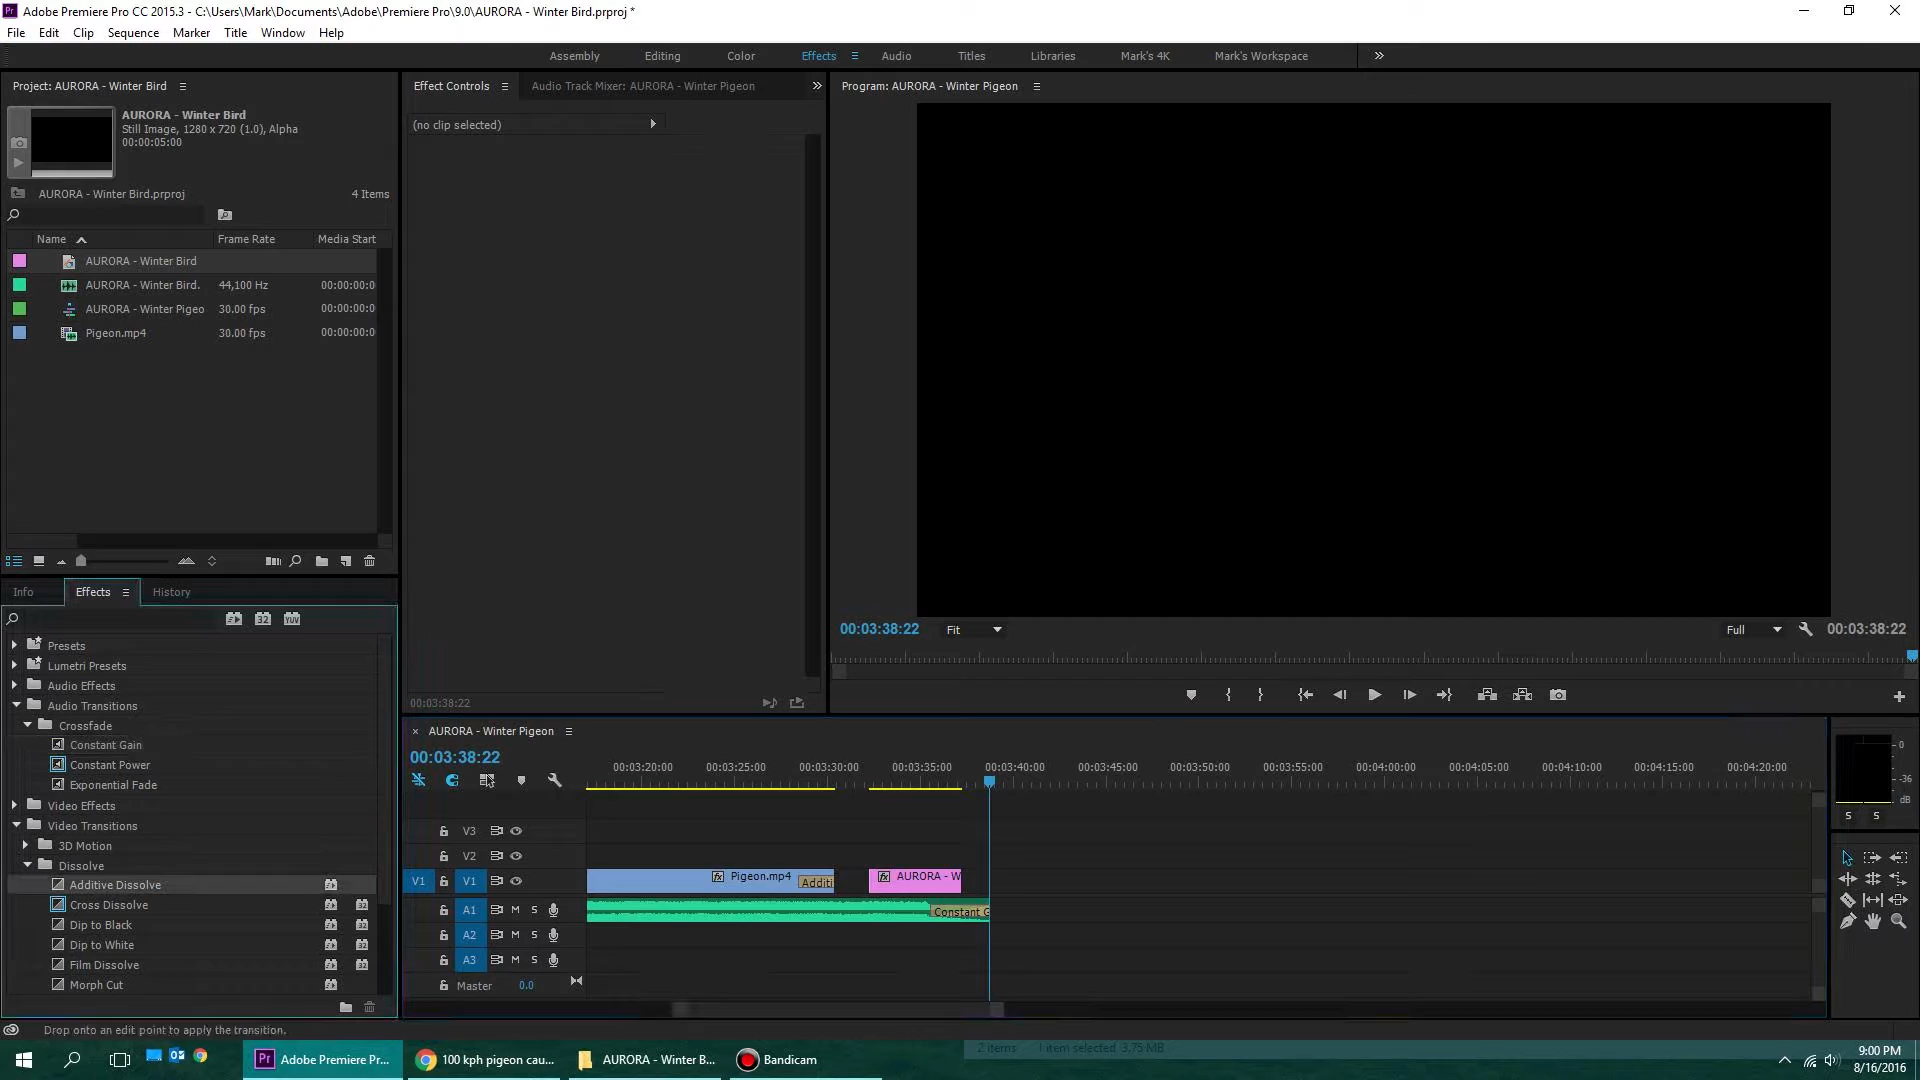 Adobe Premiere Pro CC 2015.3 - C:\Users\Mark\Documents\Adobe\Premiere Pro\9.0\AURORA - Winter Bird.prproj *
File Edit Clip Sequence Marker Title Window Help
Assembly Editing Color Effects Audio Titles Libraries Mark's 4K Mark's Workspace
Project: AURORA - Winter Bird
AURORA - Winter Bird
Still Image, 1280 x 720 (1.0), Alpha
00:00:05:00
AURORA - Winter Bird.prproj 4 Items
Name Frame Rate Media Start
AURORA - Winter Bird
AURORA - Winter Bird. 44,100 Hz 00:00:00:0
AURORA - Winter Pigeo 30.00 fps 00:00:00:0
Pigeon.mp4 30.00 fps 00:00:00:0
Effect Controls Audio Track Mixer: AURORA - Winter Pigeon
(no clip selected)
00:03:38:22
Program: AURORA - Winter Pigeon
00:03:38:22 Fit Full 00:03:38:22
Info Effects History
32 YUV
Presets
Lumetri Presets
Audio Effects
Audio Transitions
Crossfade
Constant Gain
Constant Power
Exponential Fade
Video Effects
Video Transitions
3D Motion
Dissolve
Additive Dissolve
Cross Dissolve 32
Dip to Black 32
Dip to White 32
Film Dissolve 32
Morph Cut
AURORA - Winter Pigeon
00:03:38:22
00:03:20:00 00:03:25:00 00:03:30:00 00:03:35:00 00:03:40:00 00:03:45:00 00:03:50:00 00:03:55:00 00:04:00:00 00:04:05:00 00:04:10:00 00:04:15:00 00:04:20:00
V3
V2
V1 V1 fx Pigeon.mp4 Additi fx AURORA - W
A1 M S Constant G
A2 M S
A3 M S
Master 0.0
0
-36
dB
S S
Drop onto an edit point to apply the transition.
2 items 1 item selected 3.75 MB
Pr Adobe Premiere Pr... 100 kph pigeon cau... AURORA - Winter B... Bandicam
9:00 PM
8/16/2016